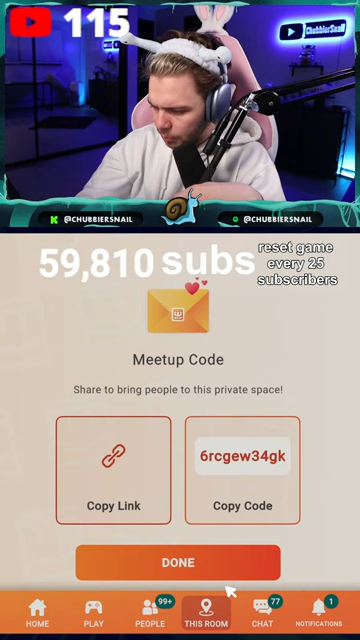 115
ChubbierSnail
@CHUBBIERSNAIL
@CHUBBIERSNAIL
59,810 subs
reset game
every 25
subscribers
Meetup Code
Share to bring people to this private space!
6rcgew34gk
Copy Link
Copy Code
DONE
99+
77
1
HOME
PLAY
PEOPLE
THIS ROOM
CHAT
NOTIFICATIONS